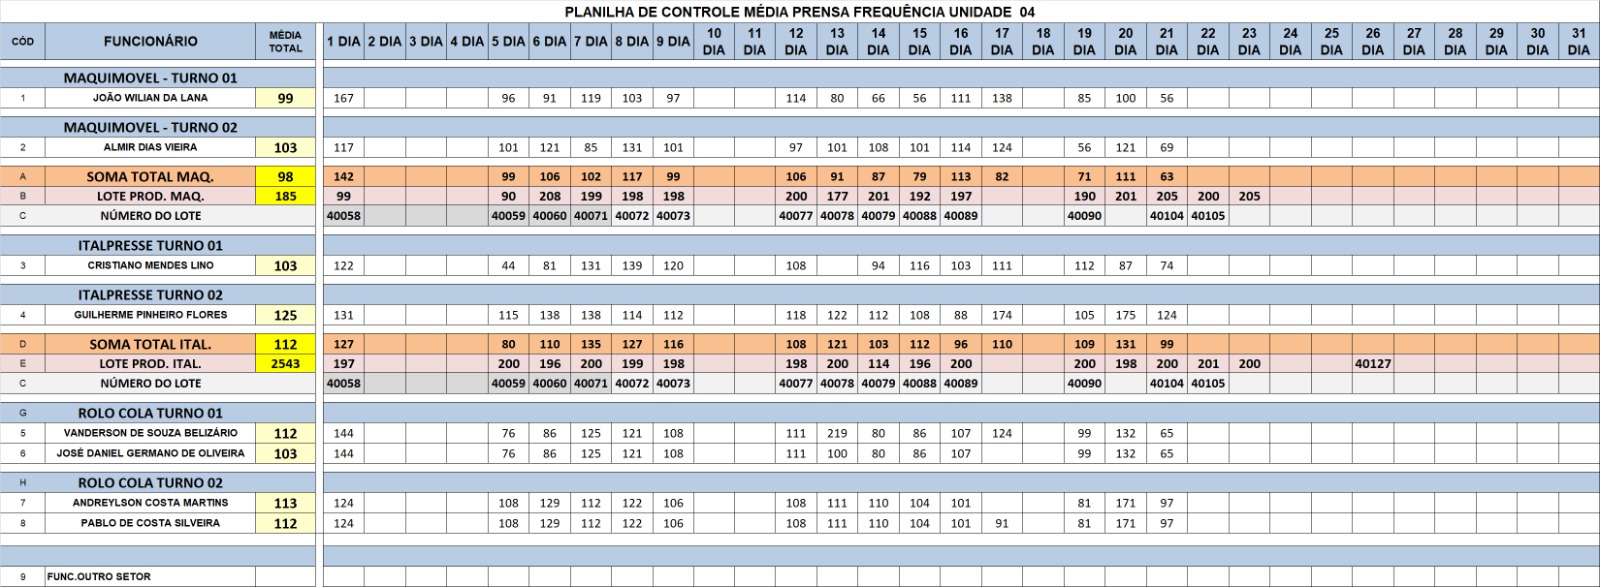 PLANILHA DE CONTROLE MÉDIA PRENSA FREQUÊNCIA UNIDADE 04
CÓD FUNCIONÁRIO MÉDIA TOTAL 1 DIA 2 DIA 3 DIA 4 DIA 5 DIA 6 DIA 7 DIA 8 DIA 9 DIA 10 DIA 11 DIA 12 DIA 13 DIA 14 DIA 15 DIA 16 DIA 17 DIA 18 DIA 19 DIA 20 DIA 21 DIA 22 DIA 23 DIA 24 DIA 25 DIA 26 DIA 27 DIA 28 DIA 29 DIA 30 DIA 31 DIA
MAQUIMOVEL - TURNO 01
1 JOÃO WILIAN DA LANA 99 167 96 91 119 103 97 114 80 66 56 111 138 85 100 56
MAQUIMOVEL - TURNO 02
2 ALMIR DIAS VIEIRA 103 117 101 121 85 131 101 97 101 108 101 114 124 56 121 69
A SOMA TOTAL MAQ. 98 142 99 106 102 117 99 106 91 87 79 113 82 71 111 63
B LOTE PROD. MAQ. 185 99 90 208 199 198 198 200 177 201 192 197 190 201 205 200 205
C NÚMERO DO LOTE 40058 40059 40060 40071 40072 40073 40077 40078 40079 40088 40089 40090 40104 40105
ITALPRESSE TURNO 01
3 CRISTIANO MENDES LINO 103 122 44 81 131 139 120 108 94 116 103 111 112 87 74
ITALPRESSE TURNO 02
4 GUILHERME PINHEIRO FLORES 125 131 115 138 138 114 112 118 122 112 108 88 174 105 175 124
D SOMA TOTAL ITAL. 112 127 80 110 135 127 116 108 121 103 112 96 110 109 131 99
E LOTE PROD. ITAL. 2543 197 200 196 200 199 198 198 200 114 196 200 200 198 200 201 200 40127
C NÚMERO DO LOTE 40058 40059 40060 40071 40072 40073 40077 40078 40079 40088 40089 40090 40104 40105
G ROLO COLA TURNO 01
5 VANDERSON DE SOUZA BELIZÁRIO 112 144 76 86 125 121 108 111 219 80 86 107 124 99 132 65
6 JOSÉ DANIEL GERMANO DE OLIVEIRA 103 144 76 86 125 121 108 111 100 80 86 107 99 132 65
H ROLO COLA TURNO 02
7 ANDREYLSON COSTA MARTINS 113 124 108 129 112 122 106 108 111 110 104 101 81 171 97
8 PABLO DE COSTA SILVEIRA 112 124 108 129 112 122 106 108 111 110 104 101 91 81 171 97
9 FUNC.OUTRO SETOR